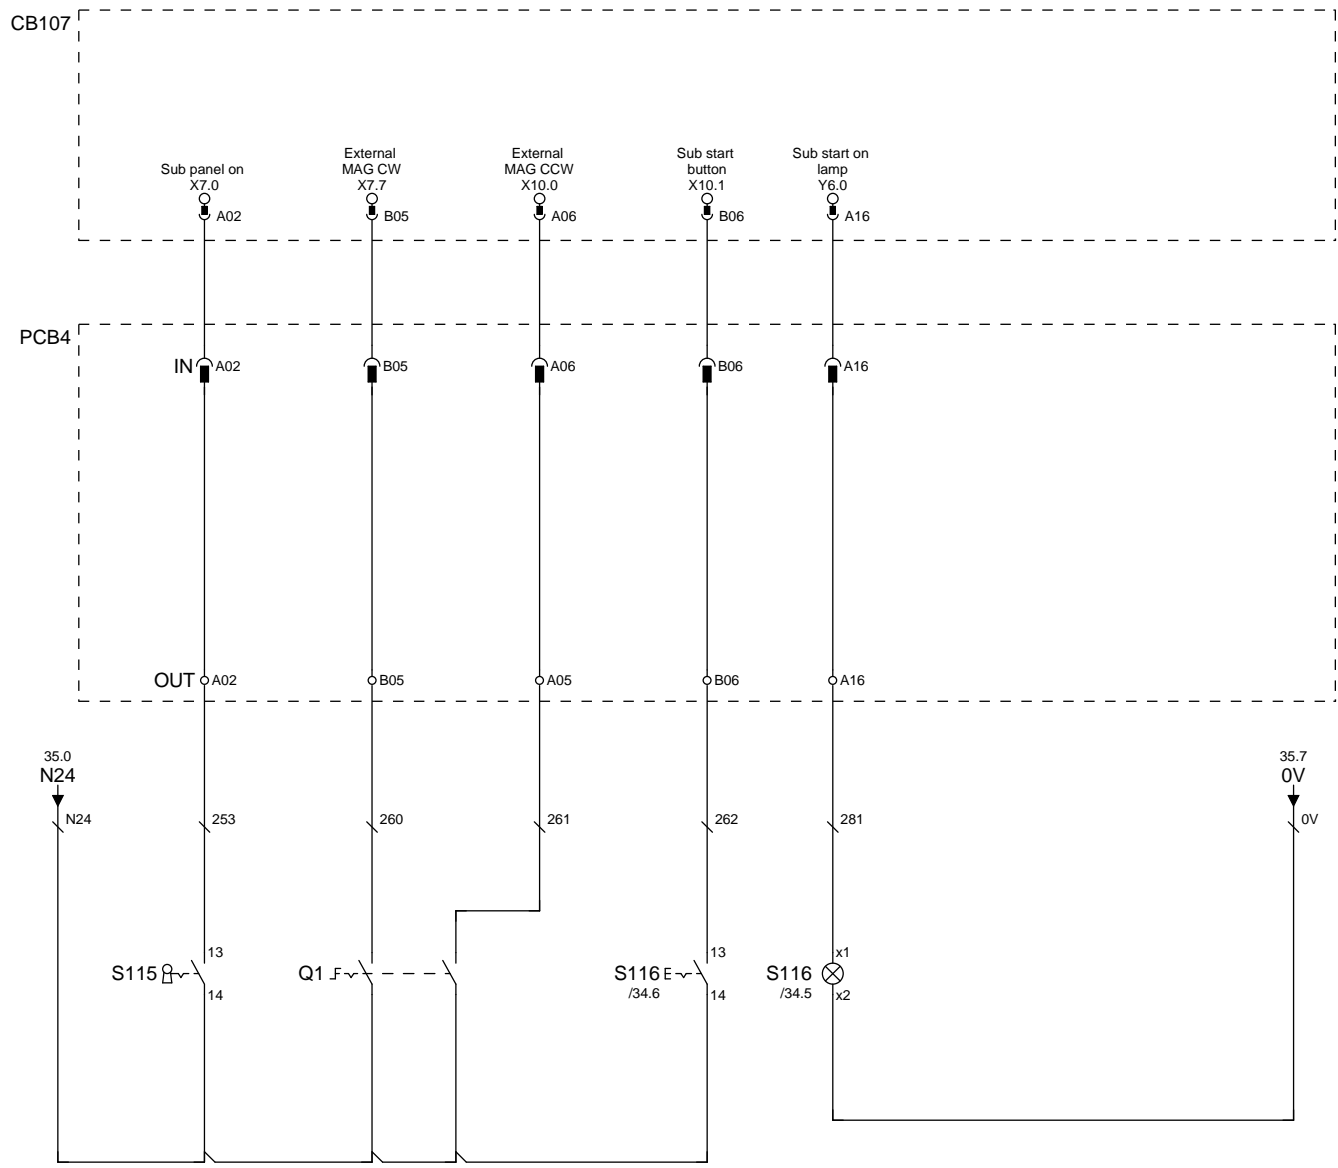 CB107
Sub panel on
X7.0
External
MAG CW
X7.7
External
MAG CCW
X10.0
Sub start
button
X10.1
Sub start on
lamp
Y6.0
A02
B05
A06
B06
A16
PCB4
IN
A02
B05
A06
B06
A16
OUT
A02
B05
A05
B06
A16
35.0
N24
35.7
0V
N24
253
260
261
262
281
0V
S115
13
14
Q1
S116
/34.6
13
14
S116
/34.5
x1
x2